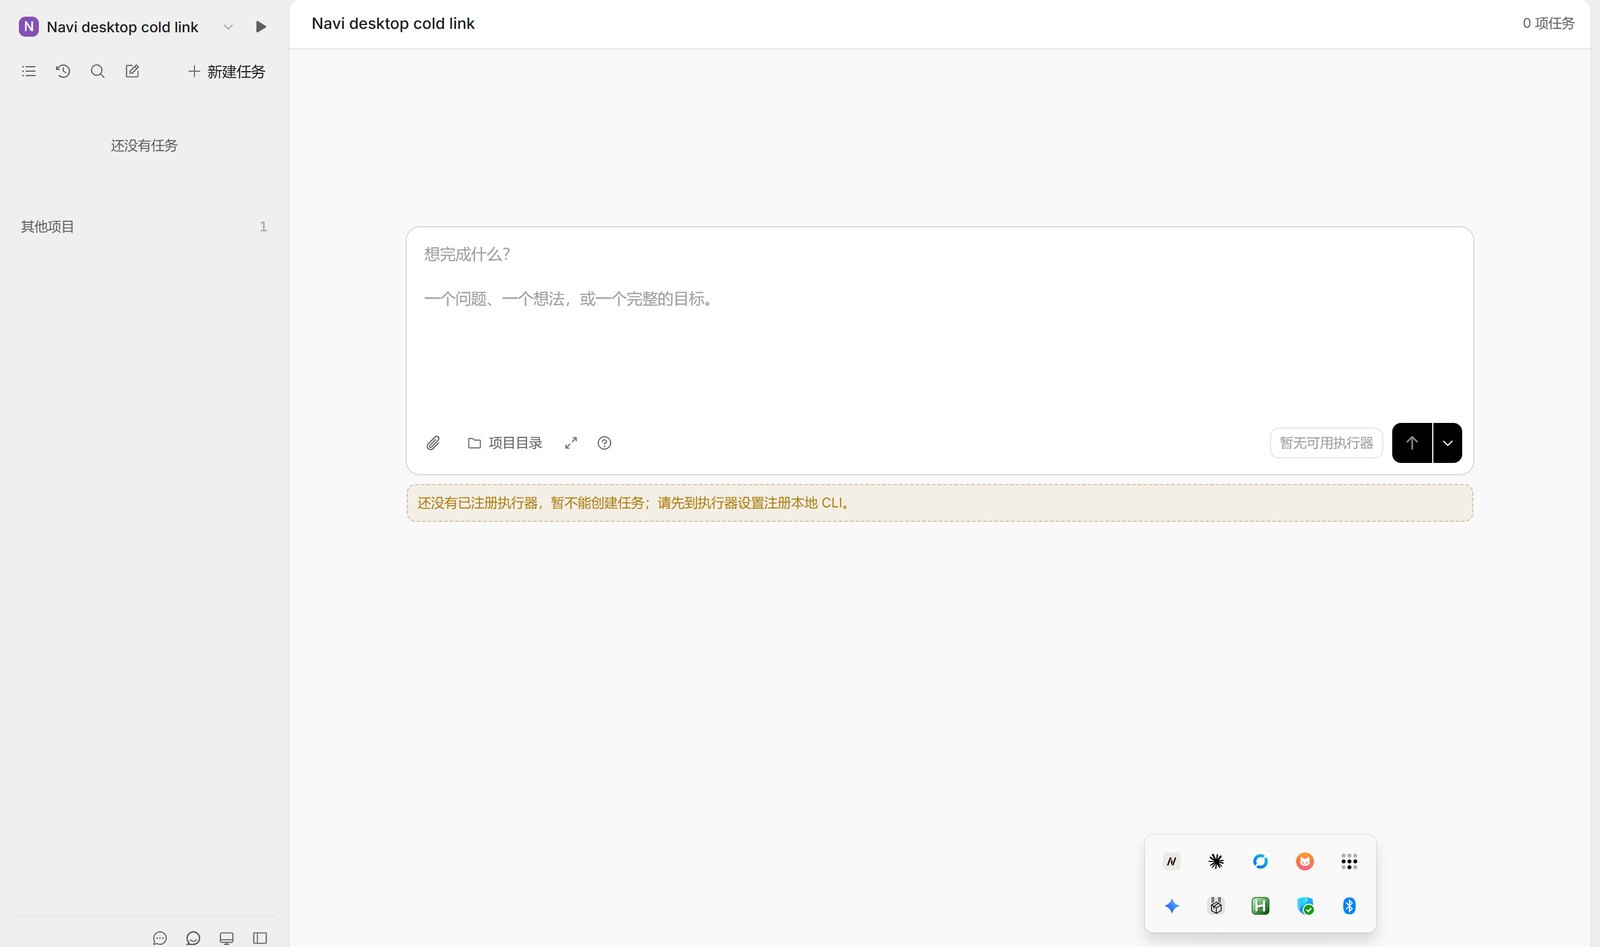 N Navi desktop cold link
新建任务
还没有任务
其他项目 1
Navi desktop cold link
0 项任务
想完成什么?
一个问题、一个想法，或一个完整的目标。
项目目录
暂无可用执行器
还没有已注册执行器，暂不能创建任务；请先到执行器设置注册本地 CLI。
N
H